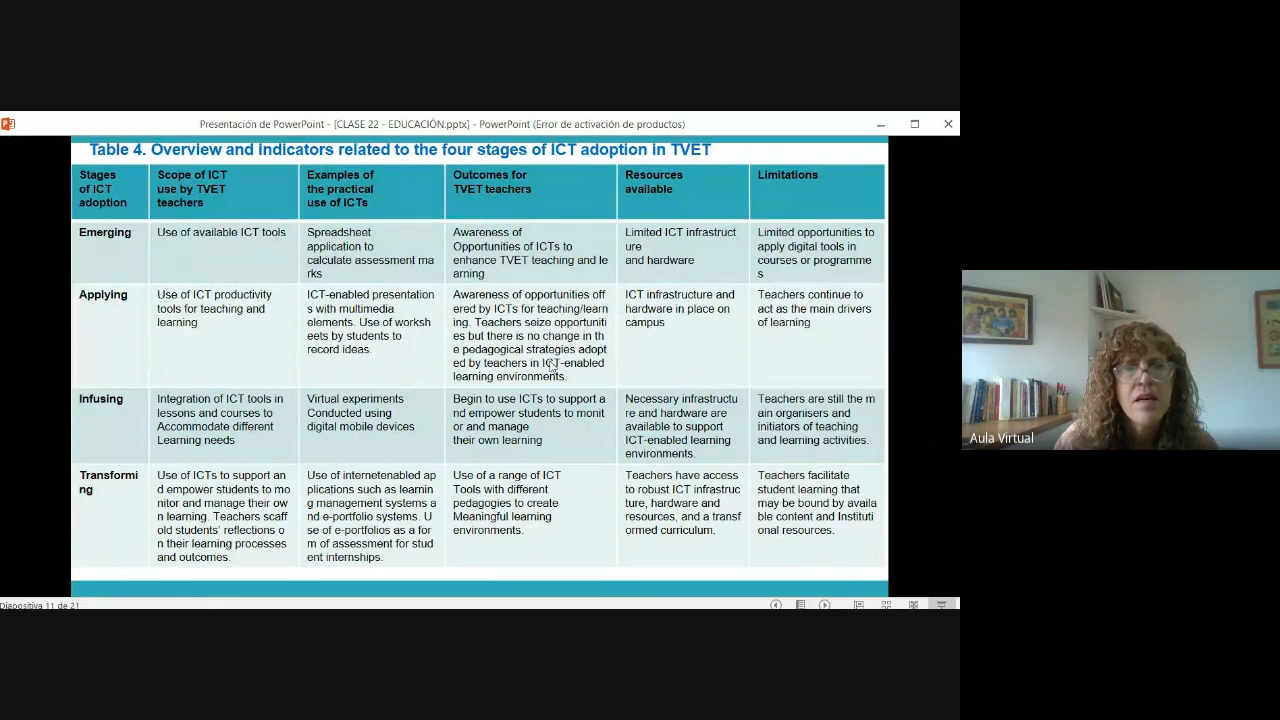 Presentación de PowerPoint - [CLASE 22 - EDUCACIÓN.pptx] - PowerPoint (Error de activación de productos)
Table 4. Overview and indicators related to the four stages of ICT adoption in TVET
Stages
of ICT
adoption
Scope of ICT
use by TVET
teachers
Examples of
the practical
use of ICTs
Outcomes for
TVET teachers
Resources
available
Limitations
Emerging
Use of available ICT tools
Spreadsheet
application to
calculate assessment ma
rks
Awareness of
Opportunities of ICTs to
enhance TVET teaching and le
arning
Limited ICT infrastruct
ure
and hardware
Limited opportunities to
apply digital tools in
courses or programme
s
Applying
Use of ICT productivity
tools for teaching and
learning
ICT-enabled presentation
s with multimedia
elements. Use of worksh
eets by students to
record ideas.
Awareness of opportunities off
ered by ICTs for teaching/learn
ing. Teachers seize opportuniti
es but there is no change in th
e pedagogical strategies adopt
ed by teachers in ICT-enabled
learning environments.
ICT infrastructure and
hardware in place on
campus
Teachers continue to
act as the main drivers
of learning
Infusing
Integration of ICT tools in
lessons and courses to
Accommodate different
Learning needs
Virtual experiments
Conducted using
digital mobile devices
Begin to use ICTs to support a
nd empower students to monit
or and manage
their own learning
Necessary infrastructu
re and hardware are
available to support
ICT-enabled learning
environments.
Teachers are still the m
ain organisers and
initiators of teaching
and learning activities.
Transformi
ng
Use of ICTs to support an
d empower students to mo
nitor and manage their ow
n learning. Teachers scaff
old students' reflections o
n their learning processes
and outcomes.
Use of internetenabled ap
plications such as learnin
g management systems a
nd e-portfolio systems. U
se of e-portfolios as a for
m of assessment for stud
ent internships.
Use of a range of ICT
Tools with different
pedagogies to create
Meaningful learning
environments.
Teachers have access
to robust ICT infrastruc
ture, hardware and
resources, and a transf
ormed curriculum.
Teachers facilitate
student learning that
may be bound by availa
ble content and Instituti
onal resources.
Diapositiva 11 de 21
Aula Virtual